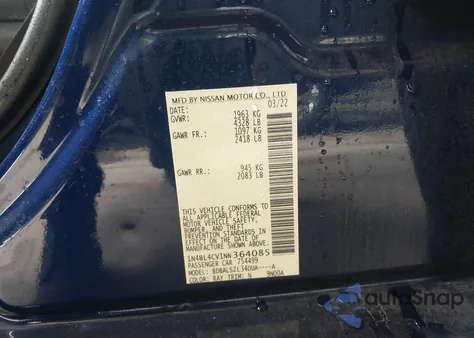 MFD BY NISSAN MOTOR CO., LTD.
DATE: 03/22
GVWR: 1963 KG
4328 LB
GAWR FR.: 1097 KG
2418 LB
GAWR RR.: 945 KG
2083 LB
THIS VEHICLE CONFORMS TO
ALL APPLICABLE FEDERAL
MOTOR VEHICLE SAFETY,
BUMPER, AND THEFT
PREVENTION STANDARDS IN
EFFECT ON THE DATE OF
MANUFACTURE SHOWN ABOVE.
1N4BL4CV1NN364085
PASSENGER CAR 754499
MODEL: BDBALSZL34UUA----A
COLOR: RAY TRIM: N 9N00A
autoSnap